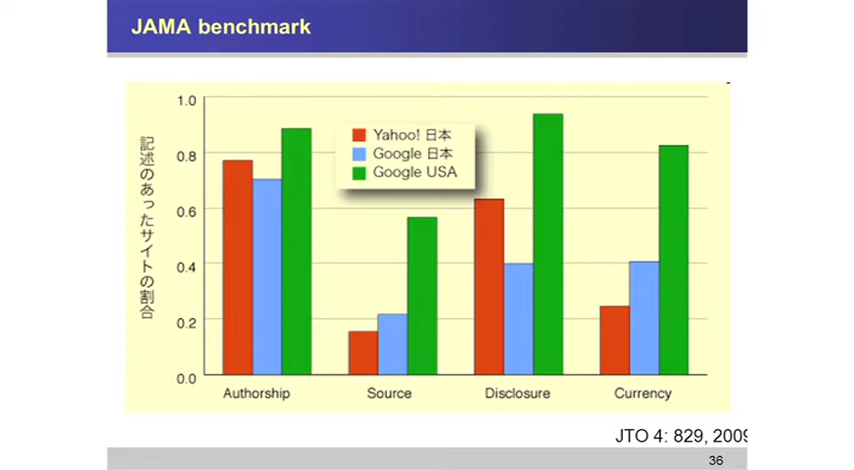 JAMA benchmark
1.0
0.8
0.6
0.4
0.2
0.0
記述のあったサイトの割合
Yahoo! 日本
Google 日本
Google USA
Authorship
Source
Disclosure
Currency
JTO 4: 829, 2009
36